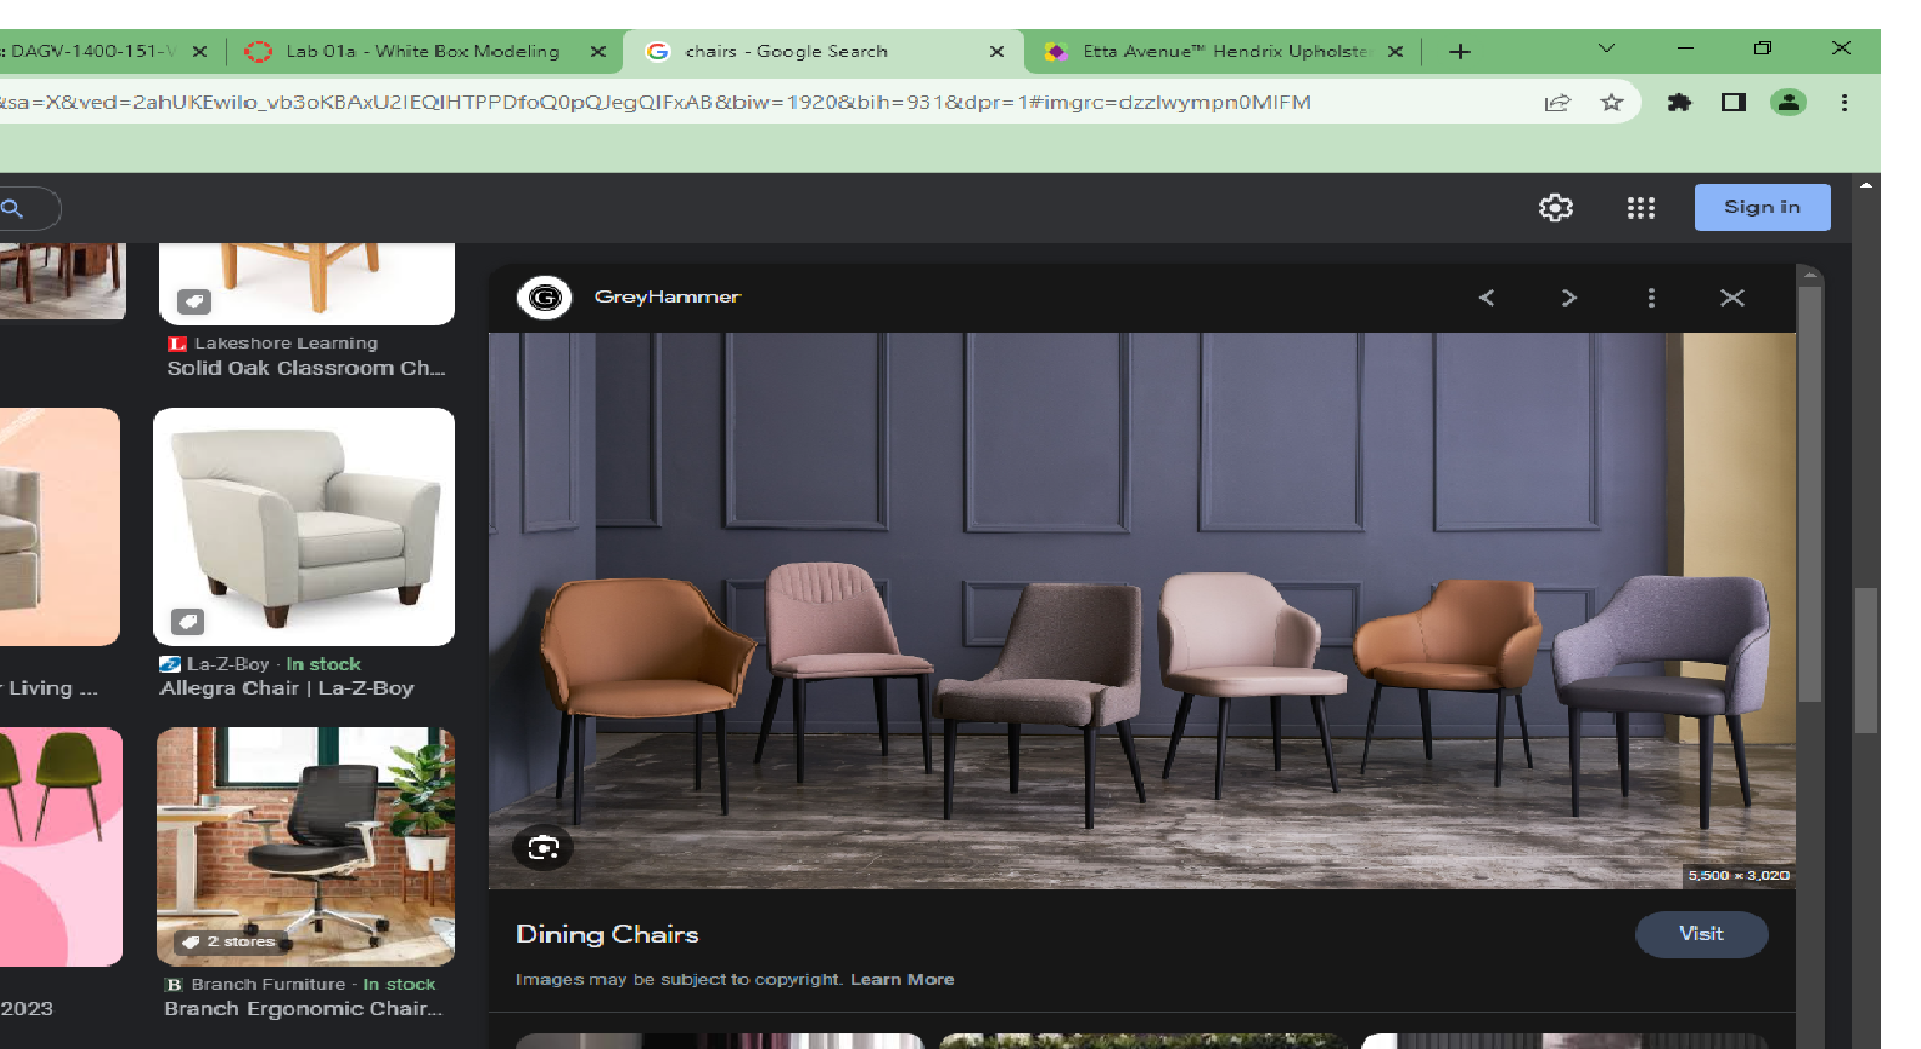 s: DAGV-1400-151-V
Lab 01a - White Box Modeling
chairs - Google Search
Etta Avenue™ Hendrix Upholster
&sa=X&ved=2ahUKEwilo_vb3oKBAxU2IEQIHTPPDfoQ0pQJegQIFxAB&biw=1920&bih=931&dpr=1#imgrc=dzzlwympn0MIFM
Sign in
G GreyHammer
L Lakeshore Learning
Solid Oak Classroom Ch...
La-Z-Boy · In stock
r Living ...
Allegra Chair | La-Z-Boy
5,500 × 3,020
2 stores
Dining Chairs
Visit
Images may be subject to copyright. Learn More
B Branch Furniture · In stock
2023
Branch Ergonomic Chair...